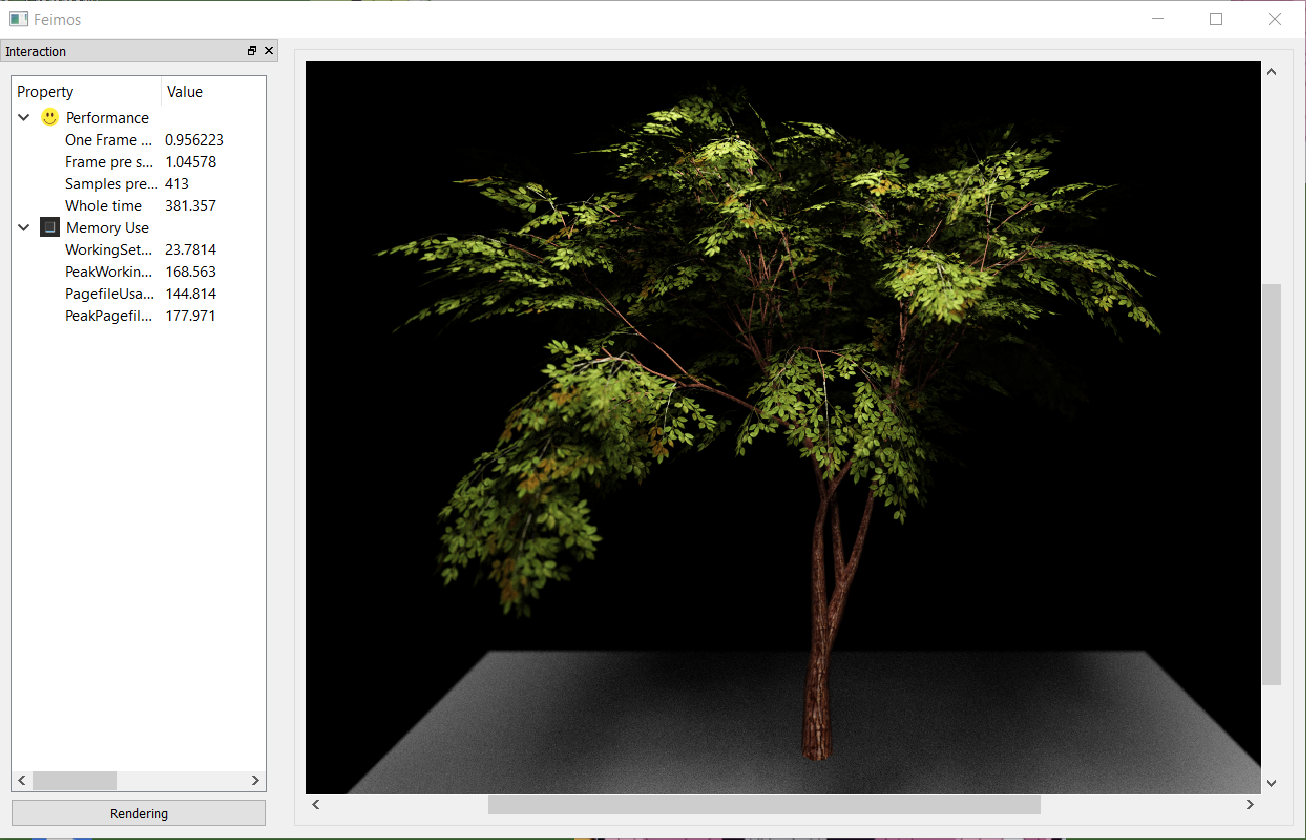 Feimos
Interaction
Property Value
Performance
One Frame ... 0.956223
Frame pre s... 1.04578
Samples pre... 413
Whole time 381.357
Memory Use
WorkingSet... 23.7814
PeakWorkin... 168.563
PagefileUsa... 144.814
PeakPagefil... 177.971
Rendering